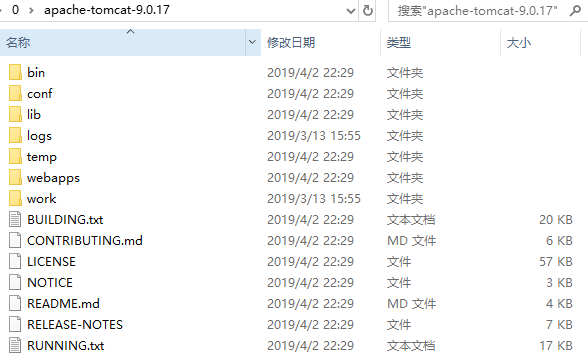 0 › apache-tomcat-9.0.17 搜索"apache-tomcat-9.0.17"
名称 修改日期 类型 大小
bin 2019/4/2 22:29 文件夹
conf 2019/4/2 22:29 文件夹
lib 2019/4/2 22:29 文件夹
logs 2019/3/13 15:55 文件夹
temp 2019/4/2 22:29 文件夹
webapps 2019/4/2 22:29 文件夹
work 2019/3/13 15:55 文件夹
BUILDING.txt 2019/4/2 22:29 文本文档 20 KB
CONTRIBUTING.md 2019/4/2 22:29 MD 文件 6 KB
LICENSE 2019/4/2 22:29 文件 57 KB
NOTICE 2019/4/2 22:29 文件 3 KB
README.md 2019/4/2 22:29 MD 文件 4 KB
RELEASE-NOTES 2019/4/2 22:29 文件 7 KB
RUNNING.txt 2019/4/2 22:29 文本文档 17 KB